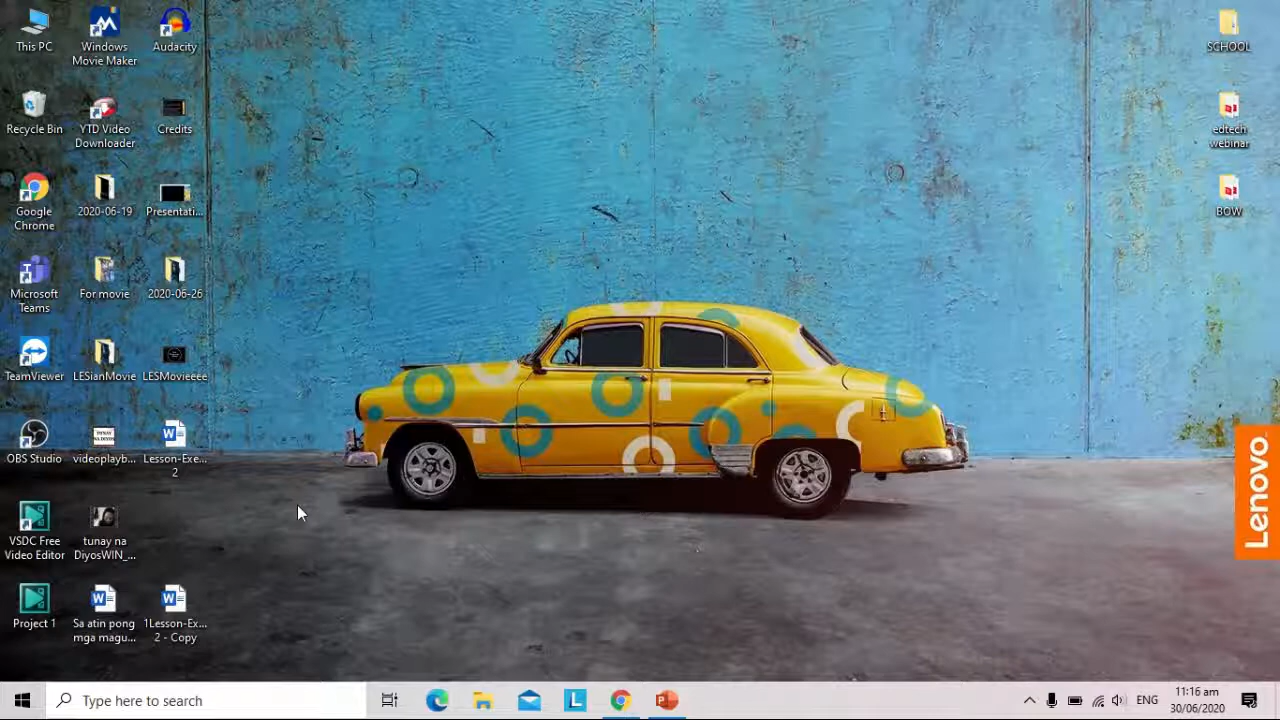 This PC
Windows
Movie Maker
Audacity
SCHOOL
Recycle Bin
YTD Video
Downloader
Credits
edtech
webinar
Google
Chrome
2020-06-19
Presentati...
BOW
Microsoft
Teams
For movie
2020-06-26
TeamViewer
LESianMovie
LESMovieeee
OBS Studio
videoplayb...
Lesson-Exe...
2
Lenovo
VSDC Free
Video Editor
tunay na
DiyosWIN_...
Project 1
Sa atin pong
mga magu...
1Lesson-Ex...
2 - Copy
Type here to search
ENG
11:16 am
30/06/2020